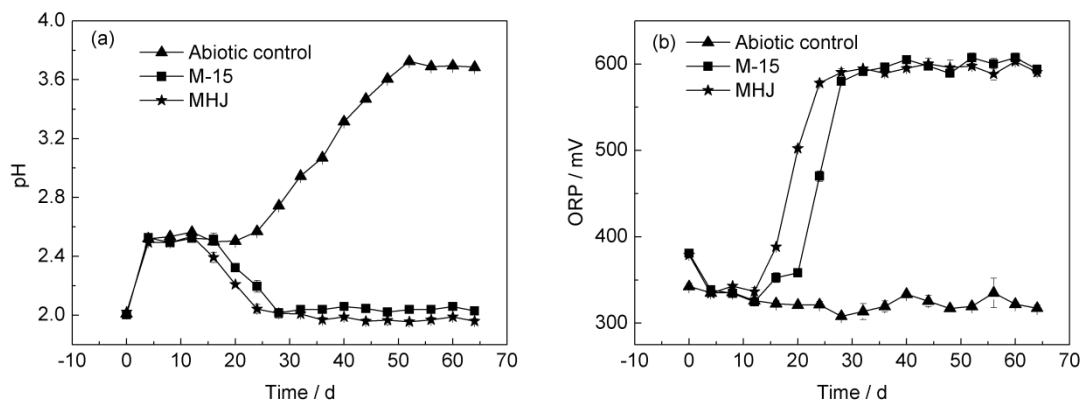 (a)
Abiotic control
M-15
MHJ
4.0
3.6
3.2
2.8
2.4
2.0
pH
-10 0 10 20 30 40 50 60 70
Time / d
(b)
Abiotic control
M-15
MHJ
600
500
400
300
ORP / mV
-10 0 10 20 30 40 50 60 70
Time / d